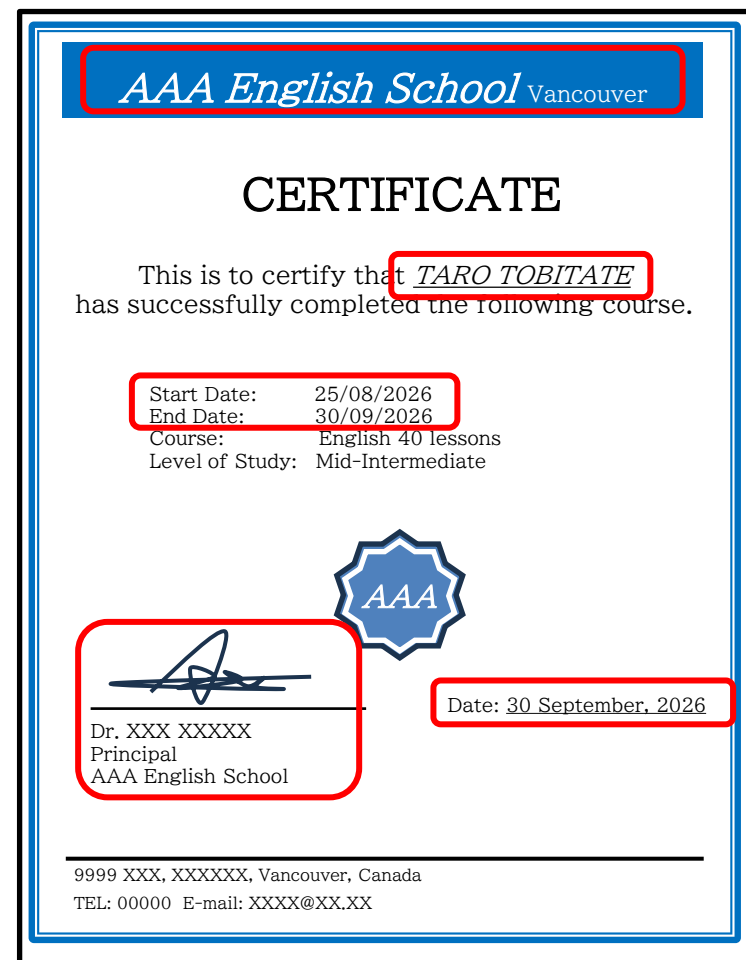 AAA English School Vancouver
CERTIFICATE
This is to certify that TARO TOBITATE
has successfully completed the following course.
Start Date: 25/08/2026
End Date: 30/09/2026
Course: English 40 lessons
Level of Study: Mid-Intermediate
AAA
Date: 30 September, 2026
Dr. XXX XXXXX
Principal
AAA English School
9999 XXX, XXXXXX, Vancouver, Canada
TEL: 00000 E-mail: XXXX@XX.XX